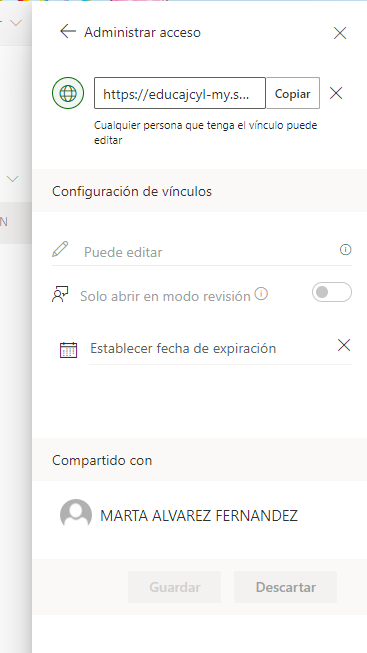 Administrar acceso
https://educajcyl-my.s...
Copiar
Cualquier persona que tenga el vínculo puede
editar
Configuración de vínculos
N
Puede editar
Solo abrir en modo revisión
Establecer fecha de expiración
Compartido con
MARTA ALVAREZ FERNANDEZ
Guardar
Descartar